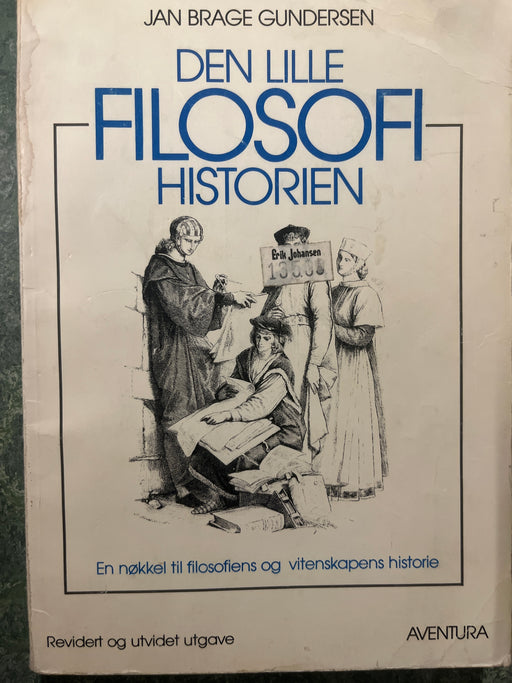 JAN BRAGE GUNDERSEN
DEN LILLE
FILOSOFI
HISTORIEN
Erik Johansen
En nøkkel til filosofiens og vitenskapens historie
Revidert og utvidet utgave
AVENTURA